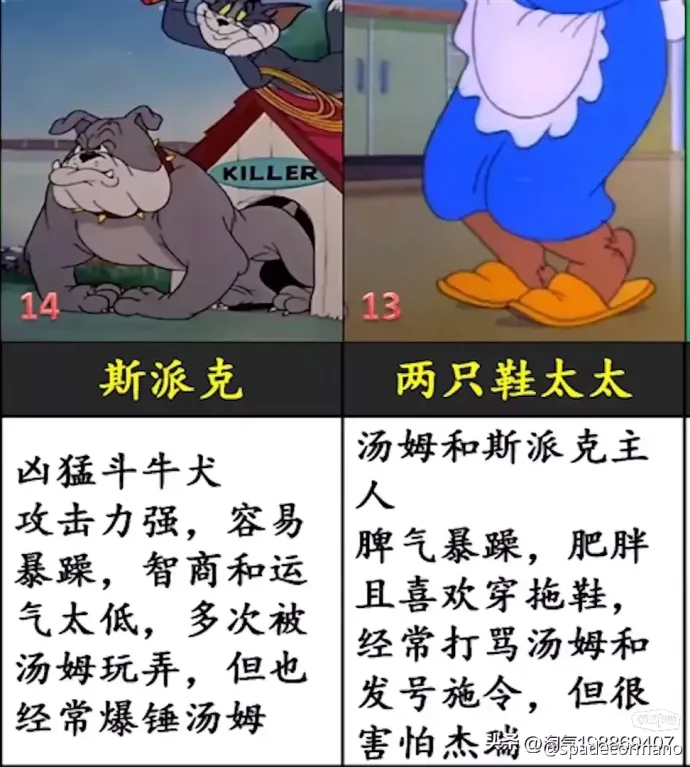 KILLER
14
斯派克
凶猛斗牛犬
攻击力强，容易
暴躁，智商和运
气太低，多次被
汤姆玩弄，但也
经常爆锤汤姆
13
两只鞋太太
汤姆和斯派克主
人
脾气暴躁，肥胖
且喜欢穿拖鞋，
经常打骂汤姆和
发号施令，但很
害怕杰瑞
头条 @淘气198869407
@spadecormano